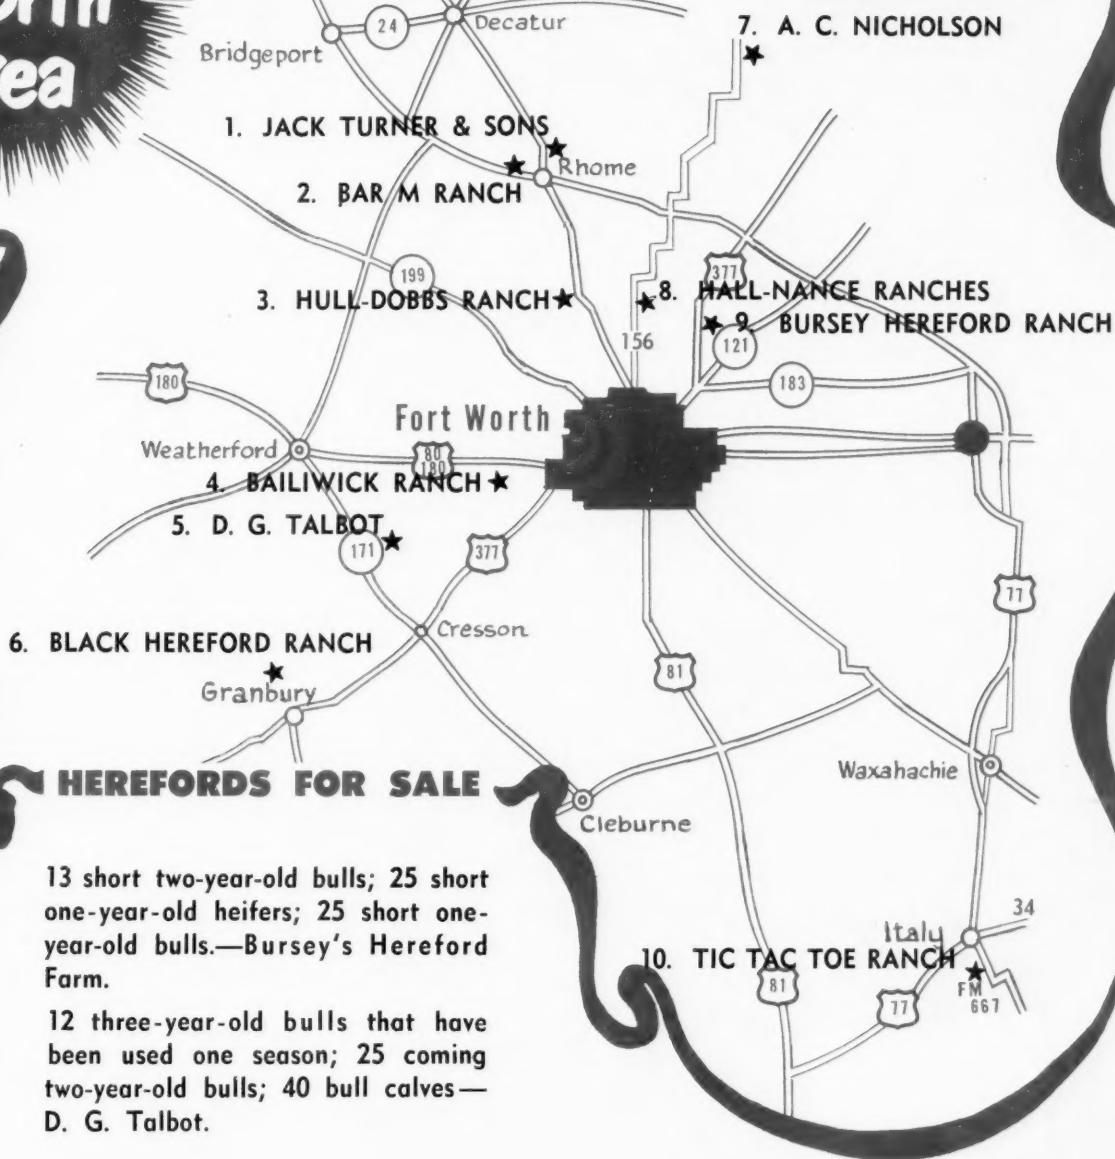 ea
24
Decatur
7. A. C. NICHOLSON
Bridgeport
1. JACK TURNER & SONS
Rhome
2. BAR M RANCH
199
377
3. HULL-DOBBS RANCH
8. HALL-NANCE RANCHES
9. BURSEY HEREFORD RANCH
156
121
180
183
Fort Worth
Weatherford
80
180
4. BAILIWICK RANCH
5. D. G. TALBOT
171
377
77
Cresson
6. BLACK HEREFORD RANCH
81
Granbury
Waxahachie
HEREFORDS FOR SALE
Cleburne
13 short two-year-old bulls; 25 short
one-year-old heifers; 25 short one-
year-old bulls.—Bursey's Hereford
Farm.
34
Italy
10. TIC TAC TOE RANCH
81
FM
667
77
12 three-year-old bulls that have
been used one season; 25 coming
two-year-old bulls; 40 bull calves—
D. G. Talbot.